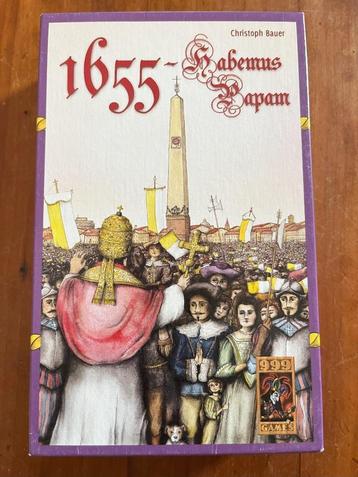 Christoph Bauer
1655-Habemus
Papam
999
GAMES